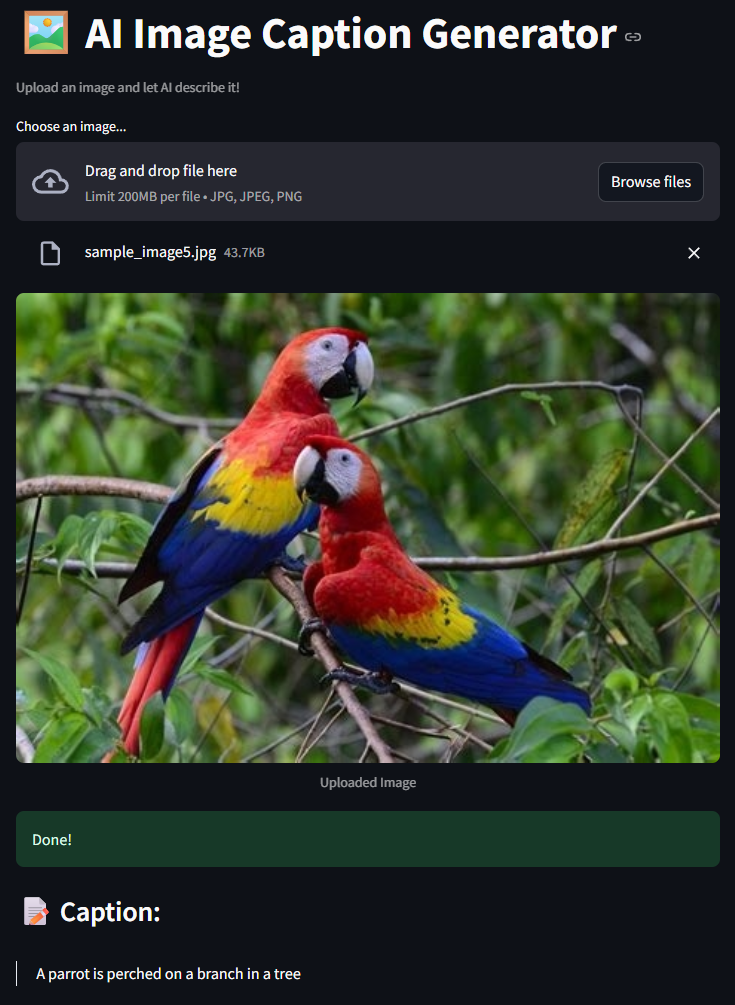 AI Image Caption Generator
Upload an image and let AI describe it!
Choose an image...
Drag and drop file here
Limit 200MB per file • JPG, JPEG, PNG
Browse files
sample_image5.jpg 43.7KB
Uploaded Image
Done!
Caption:
A parrot is perched on a branch in a tree